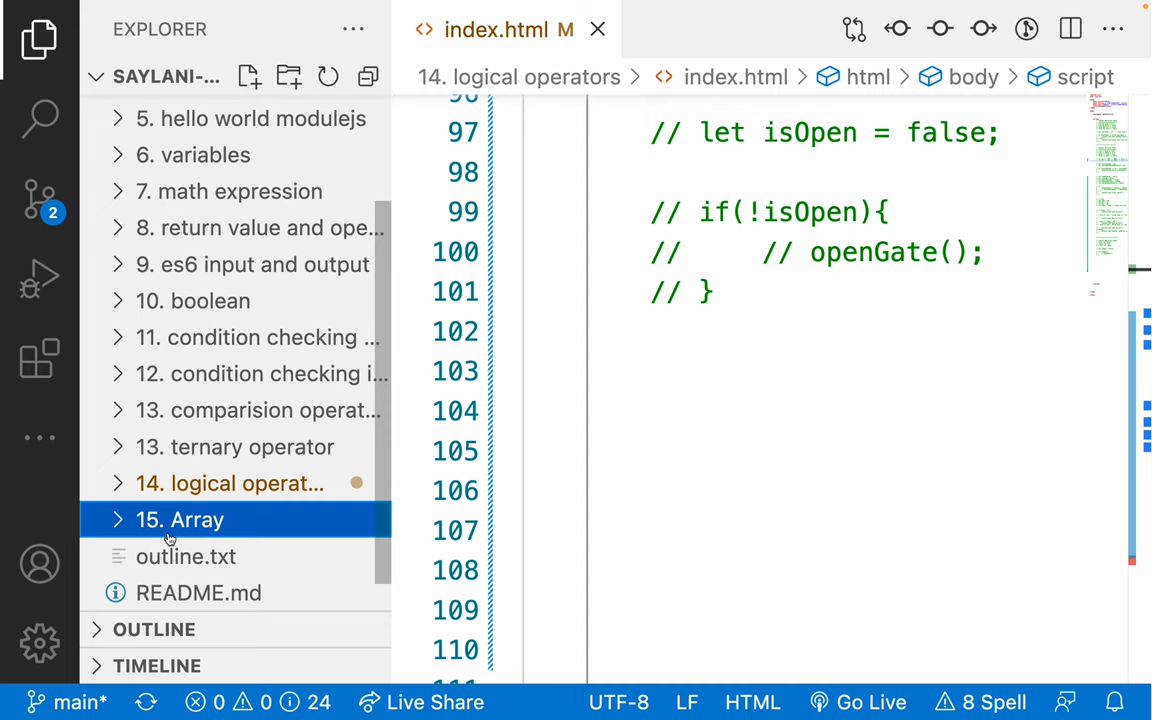 EXPLORER
SAYLANI-...
5. hello world modulejs
6. variables
7. math expression
8. return value and ope...
9. es6 input and output
10. boolean
11. condition checking ...
12. condition checking i...
13. comparision operat...
13. ternary operator
14. logical operat...
15. Array
outline.txt
README.md
OUTLINE
TIMELINE
2
<> index.html M
14. logical operators > <> index.html > html > body > script
97 // let isOpen = false;
98
99 // if(!isOpen){
100 //     // openGate();
101 // }
102
103
104
105
106
107
108
109
110
main* 0 0 24 Live Share UTF-8 LF HTML Go Live 8 Spell